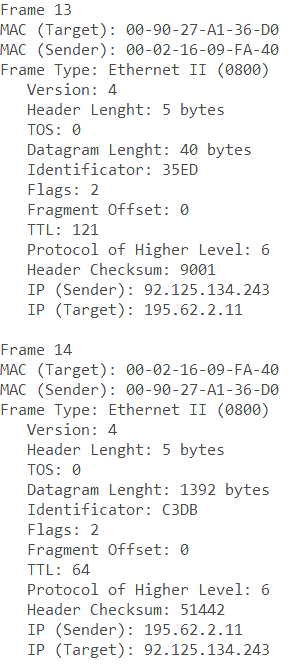 Frame 13
MAC (Target): 00-90-27-A1-36-D0
MAC (Sender): 00-02-16-09-FA-40
Frame Type: Ethernet II (0800)
Version: 4
Header Lenght: 5 bytes
TOS: 0
Datagram Lenght: 40 bytes
Identificator: 35ED
Flags: 2
Fragment Offset: 0
TTL: 121
Protocol of Higher Level: 6
Header Checksum: 9001
IP (Sender): 92.125.134.243
IP (Target): 195.62.2.11
Frame 14
MAC (Target): 00-02-16-09-FA-40
MAC (Sender): 00-90-27-A1-36-D0
Frame Type: Ethernet II (0800)
Version: 4
Header Lenght: 5 bytes
TOS: 0
Datagram Lenght: 1392 bytes
Identificator: C3DB
Flags: 2
Fragment Offset: 0
TTL: 64
Protocol of Higher Level: 6
Header Checksum: 51442
IP (Sender): 195.62.2.11
IP (Target): 92.125.134.243